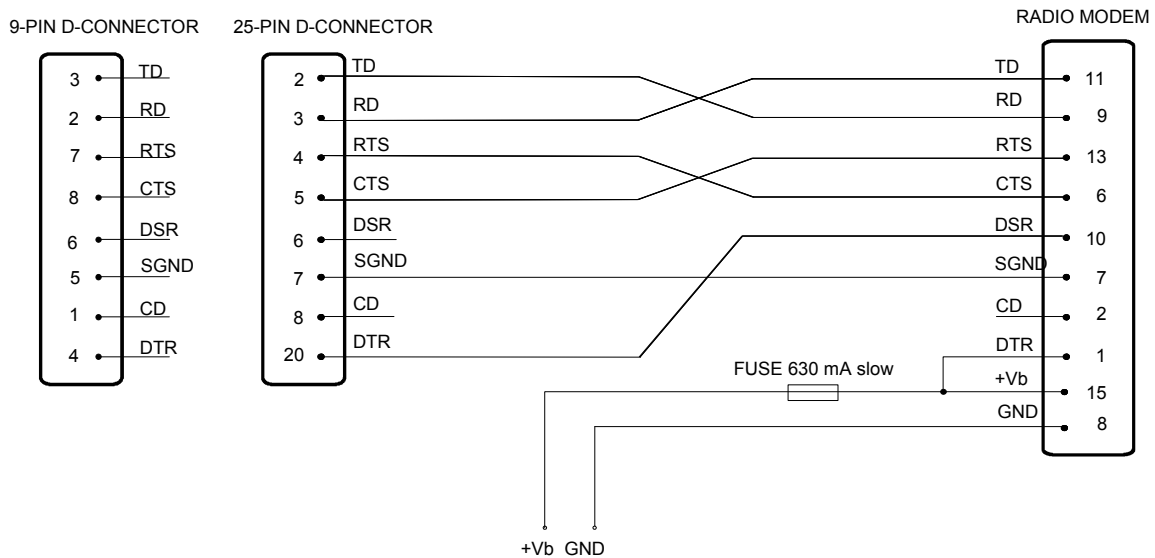 RADIO MODEM
9-PIN D-CONNECTOR 25-PIN D-CONNECTOR
3 TD 2 TD TD 11
2 RD 3 RD RD 9
7 RTS 4 RTS RTS 13
8 CTS 5 CTS CTS 6
6 DSR 6 DSR DSR 10
5 SGND 7 SGND SGND 7
1 CD 8 CD CD 2
4 DTR 20 DTR DTR 1
FUSE 630 mA slow +Vb 15
GND 8
+Vb GND